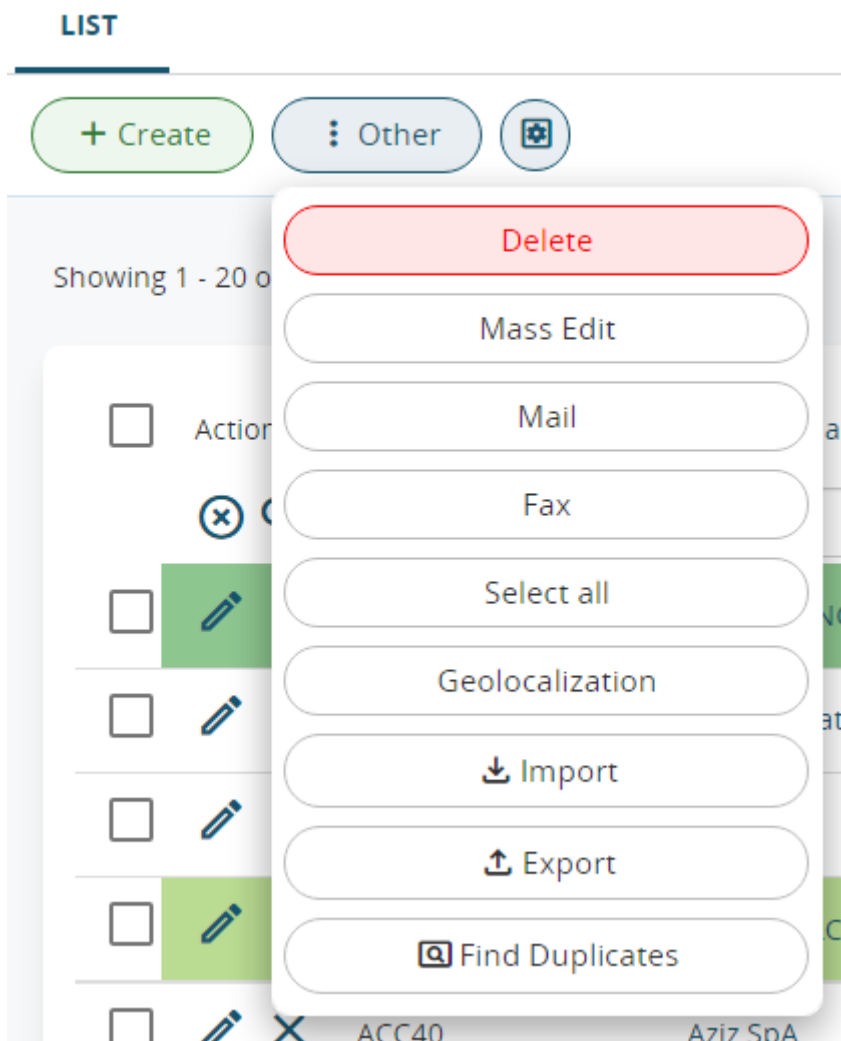 LIST
+ Create
Other
Delete
Showing 1 - 20 o
Mass Edit
Mail
Action
Fax
Select all
Geolocalization
Import
Export
Find Duplicates
ACC40 Aziz SpA